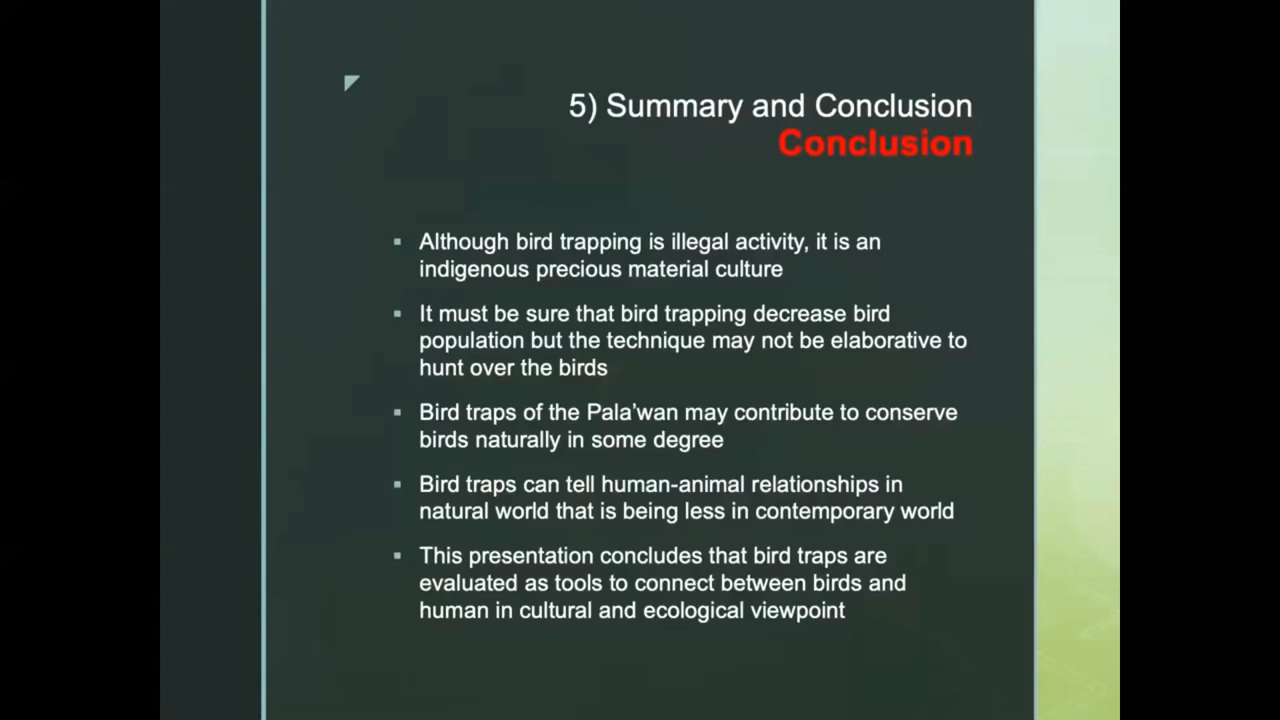 5) Summary and Conclusion
Conclusion
▪ Although bird trapping is illegal activity, it is an
indigenous precious material culture
▪ It must be sure that bird trapping decrease bird
population but the technique may not be elaborative to
hunt over the birds
▪ Bird traps of the Pala’wan may contribute to conserve
birds naturally in some degree
▪ Bird traps can tell human-animal relationships in
natural world that is being less in contemporary world
▪ This presentation concludes that bird traps are
evaluated as tools to connect between birds and
human in cultural and ecological viewpoint